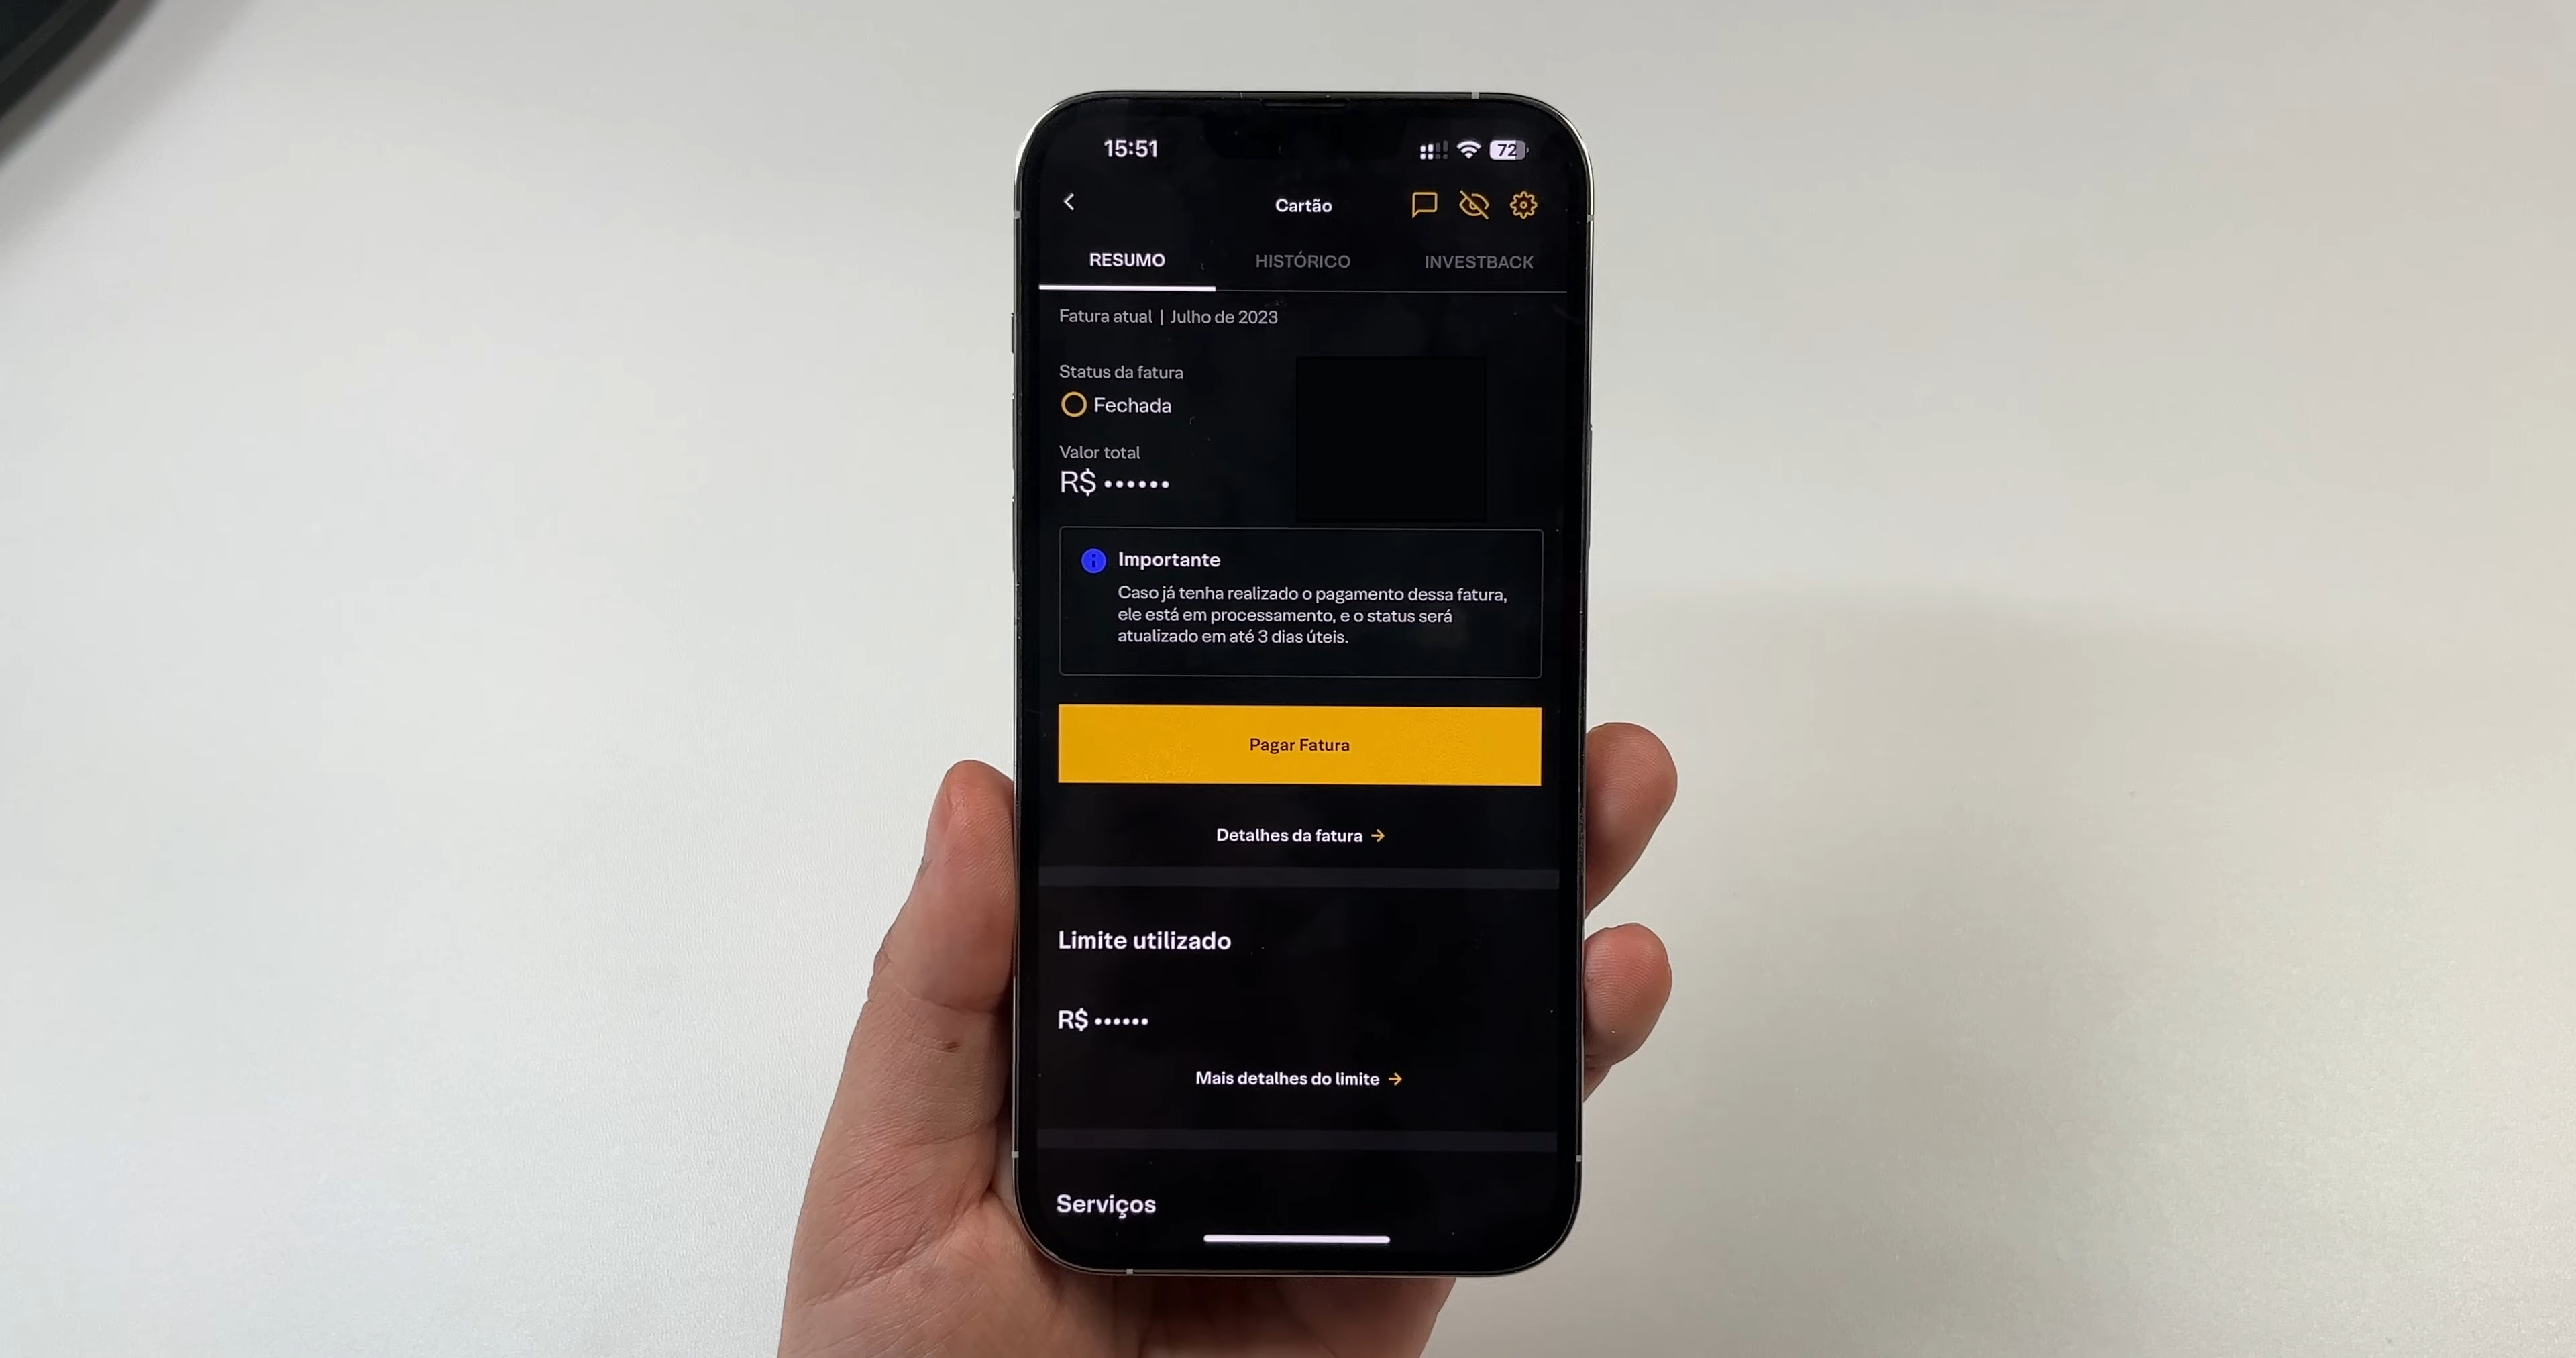 15:51
72
Cartão
RESUMO HISTÓRICO INVESTBACK
Fatura atual | Julho de 2023
Status da fatura
Fechada
Valor total
R$ ••••••
Importante
Caso já tenha realizado o pagamento dessa fatura,
ele está em processamento, e o status será
atualizado em até 3 dias úteis.
Pagar Fatura
Detalhes da fatura →
Limite utilizado
R$ ••••••
Mais detalhes do limite →
Serviços